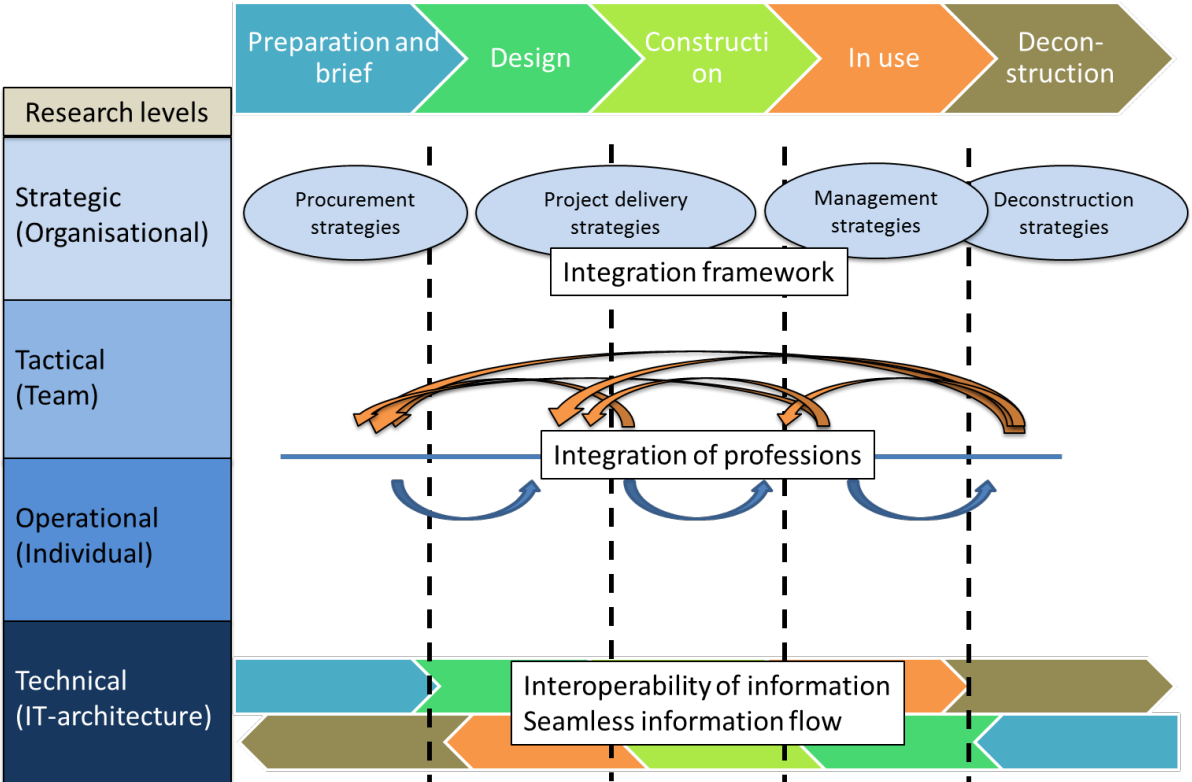 Preparation and
brief
Design
Constructi
on
In use
Decon-
struction
Research levels
Strategic
(Organisational)
Procurement
strategies
Project delivery
strategies
Management
strategies
Deconstruction
strategies
Integration framework
Tactical
(Team)
Integration of professions
Operational
(Individual)
Technical
(IT-architecture)
Interoperability of information
Seamless information flow